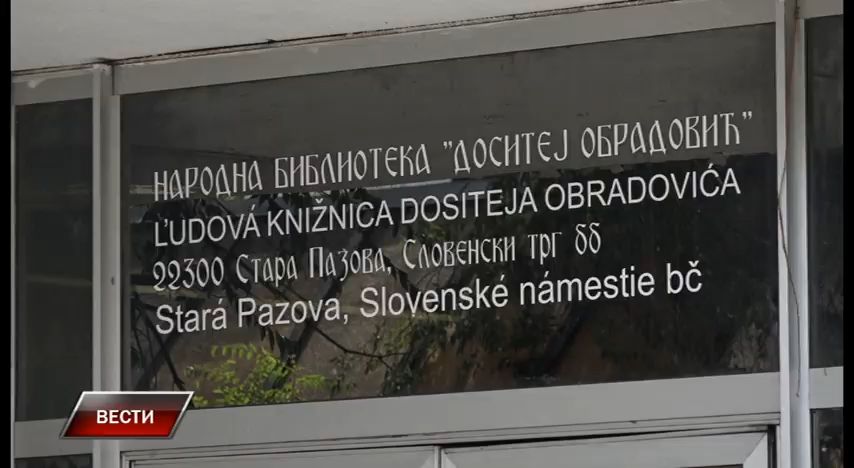 НАРОДНА БИБЛИОТЕКА "ДОСИТЕЈ ОБРАДОВИЋ"
ĽUDOVÁ KNIŽNICA DOSITEJA OBRADOVIĆA
22300 Стара Пазова, Словенски трг бб
Stará Pazova, Slovenské námestie bč
ВЕСТИ